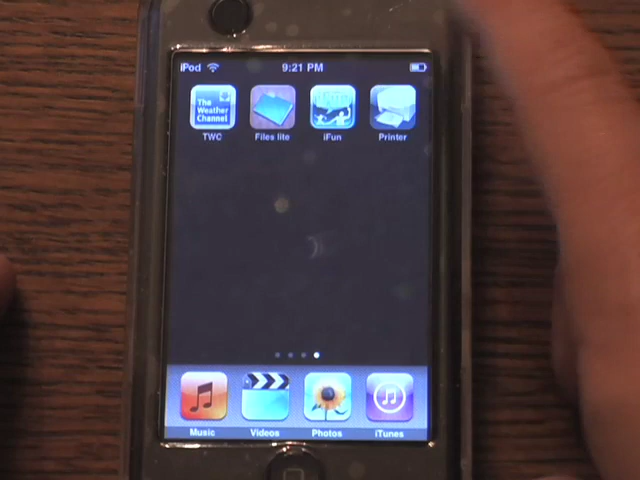 iPod 9:21 PM
The
Weather
Channel
TWC Files lite iFun Printer
Music Videos Photos iTunes